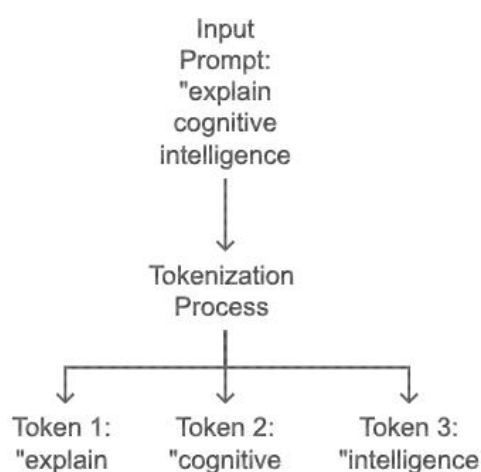 Input
Prompt:
"explain
cognitive
intelligence
Tokenization
Process
Token 1:
"explain
Token 2:
"cognitive
Token 3:
"intelligence